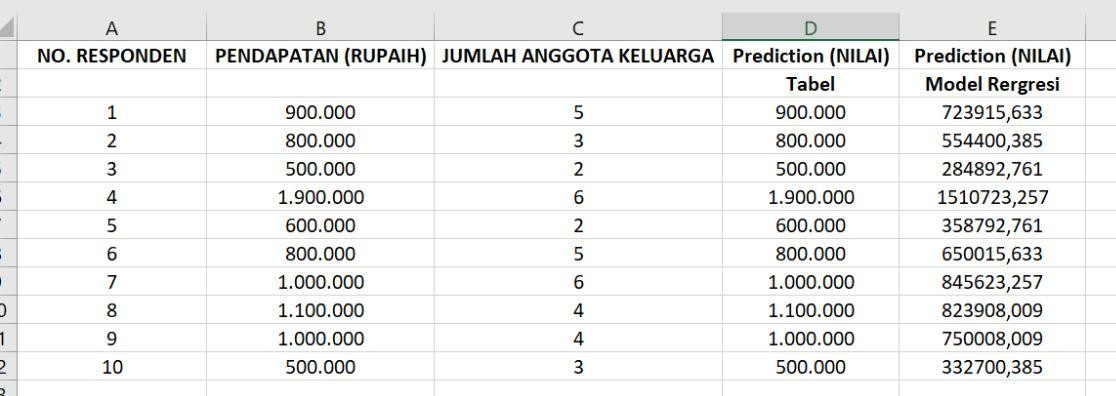 A B C D E
NO. RESPONDEN PENDAPATAN (RUPAIH) JUMLAH ANGGOTA KELUARGA Prediction (NILAI) Prediction (NILAI)
Tabel Model Rergresi
1 900.000 5 900.000 723915,633
2 800.000 3 800.000 554400,385
3 500.000 2 500.000 284892,761
4 1.900.000 6 1.900.000 1510723,257
5 600.000 2 600.000 358792,761
6 800.000 5 800.000 650015,633
7 1.000.000 6 1.000.000 845623,257
8 1.100.000 4 1.100.000 823908,009
9 1.000.000 4 1.000.000 750008,009
10 500.000 3 500.000 332700,385